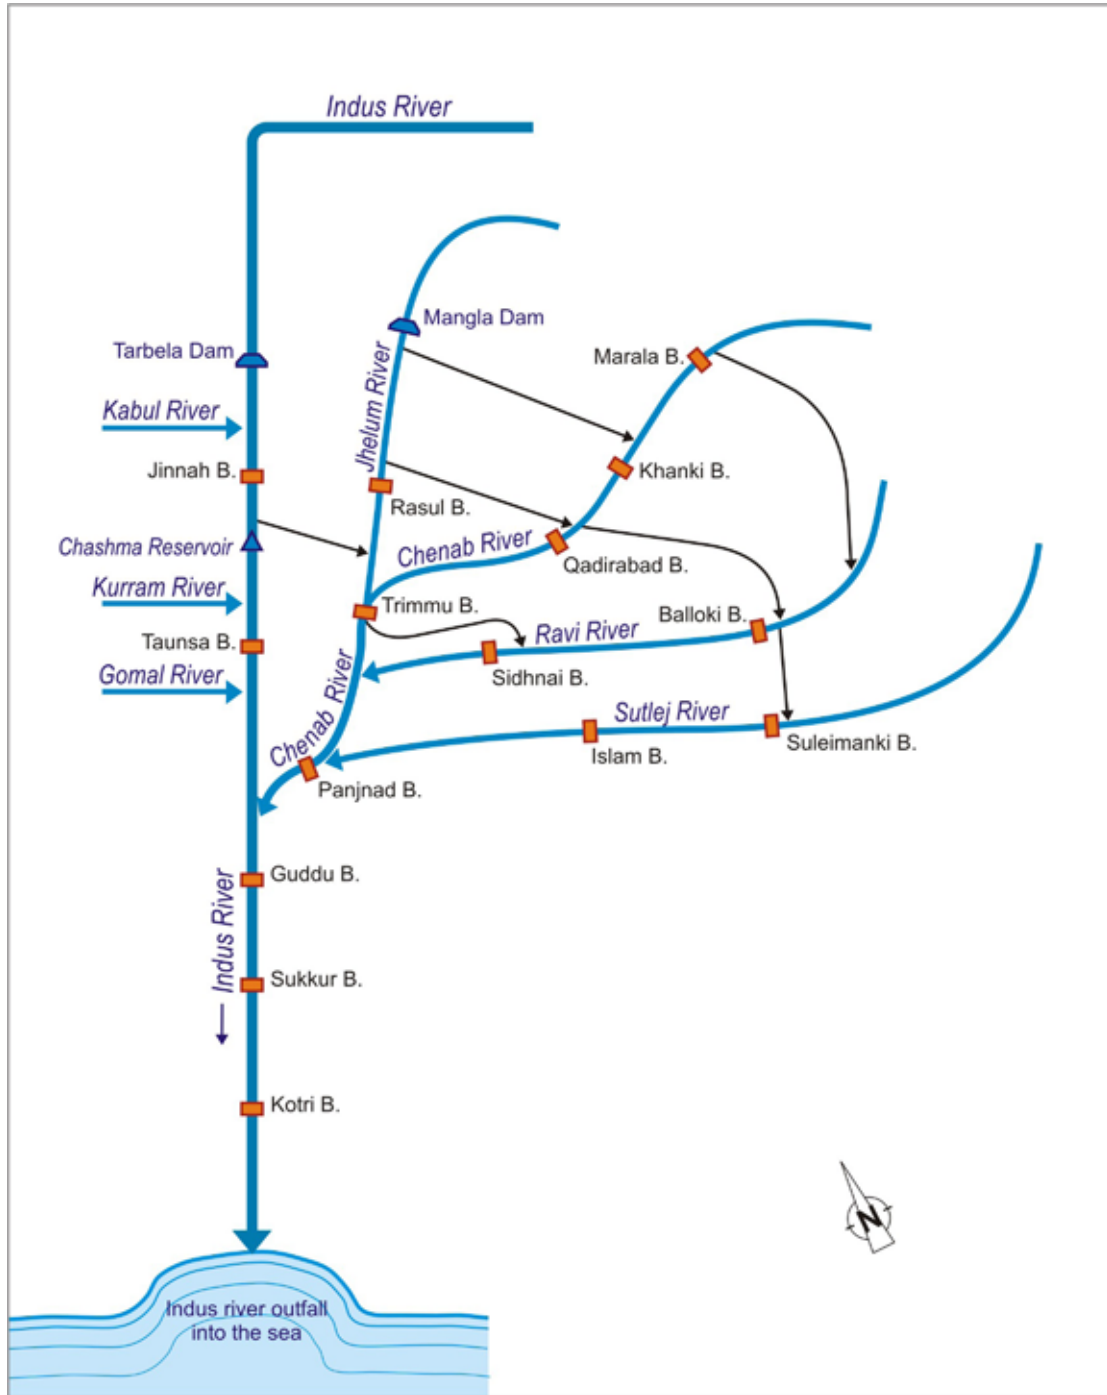 Indus River
Mangla Dam
Tarbela Dam
Marala B.
Kabul River
Jhelum River
Jinnah B.
Khanki B.
Rasul B.
Chashma Reservoir
Chenab River
Qadirabad B.
Kurram River
Trimmu B.
Balloki B.
Taunsa B.
Ravi River
Sidhnai B.
Gomal River
Chenab River
Sutlej River
Suleimanki B.
Islam B.
Panjnad B.
Guddu B.
Indus River
Sukkur B.
Kotri B.
N
Indus river outfall
into the sea